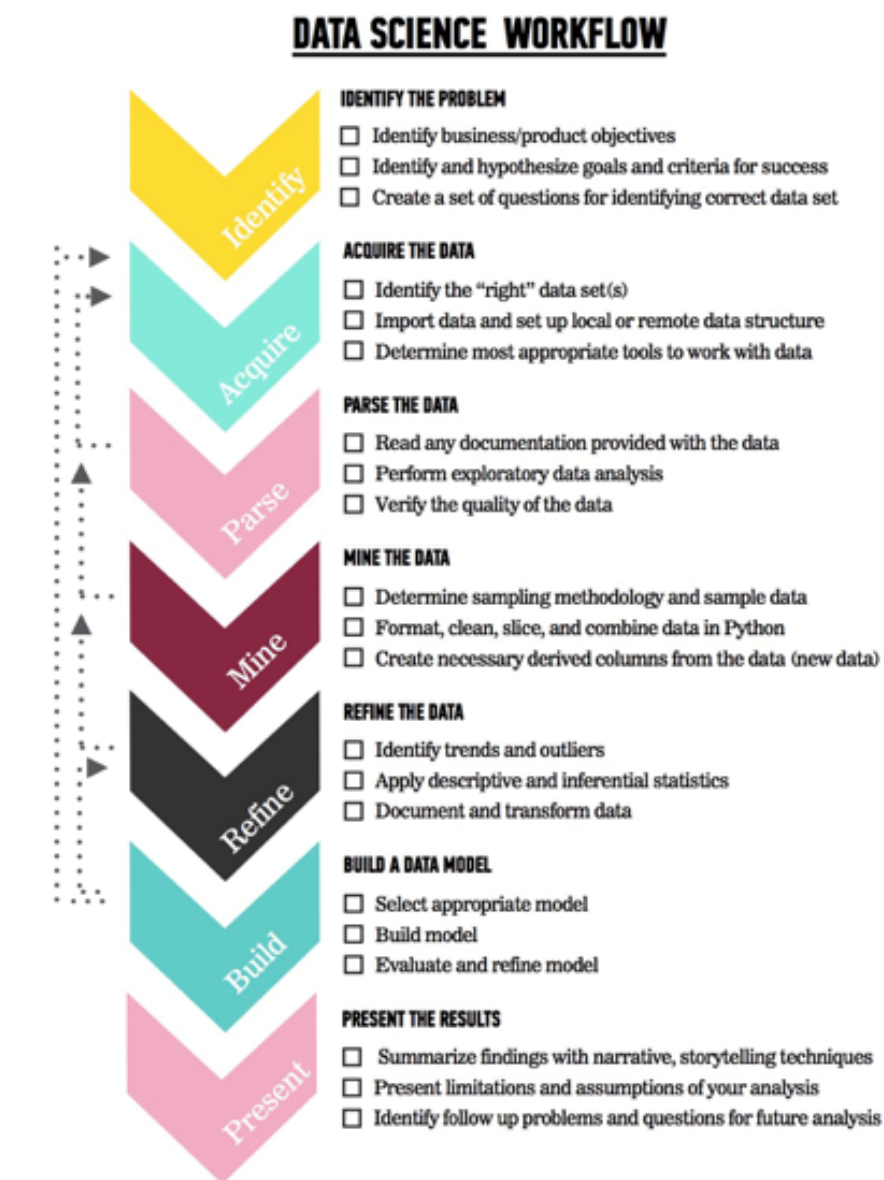 DATA SCIENCE WORKFLOW
Identify
IDENTIFY THE PROBLEM
Identify business/product objectives
Identify and hypothesize goals and criteria for success
Create a set of questions for identifying correct data set
Acquire
ACQUIRE THE DATA
Identify the “right” data set(s)
Import data and set up local or remote data structure
Determine most appropriate tools to work with data
Parse
PARSE THE DATA
Read any documentation provided with the data
Perform exploratory data analysis
Verify the quality of the data
Mine
MINE THE DATA
Determine sampling methodology and sample data
Format, clean, slice, and combine data in Python
Create necessary derived columns from the data (new data)
Refine
REFINE THE DATA
Identify trends and outliers
Apply descriptive and inferential statistics
Document and transform data
Build
BUILD A DATA MODEL
Select appropriate model
Build model
Evaluate and refine model
Present
PRESENT THE RESULTS
Summarize findings with narrative, storytelling techniques
Present limitations and assumptions of your analysis
Identify follow up problems and questions for future analysis